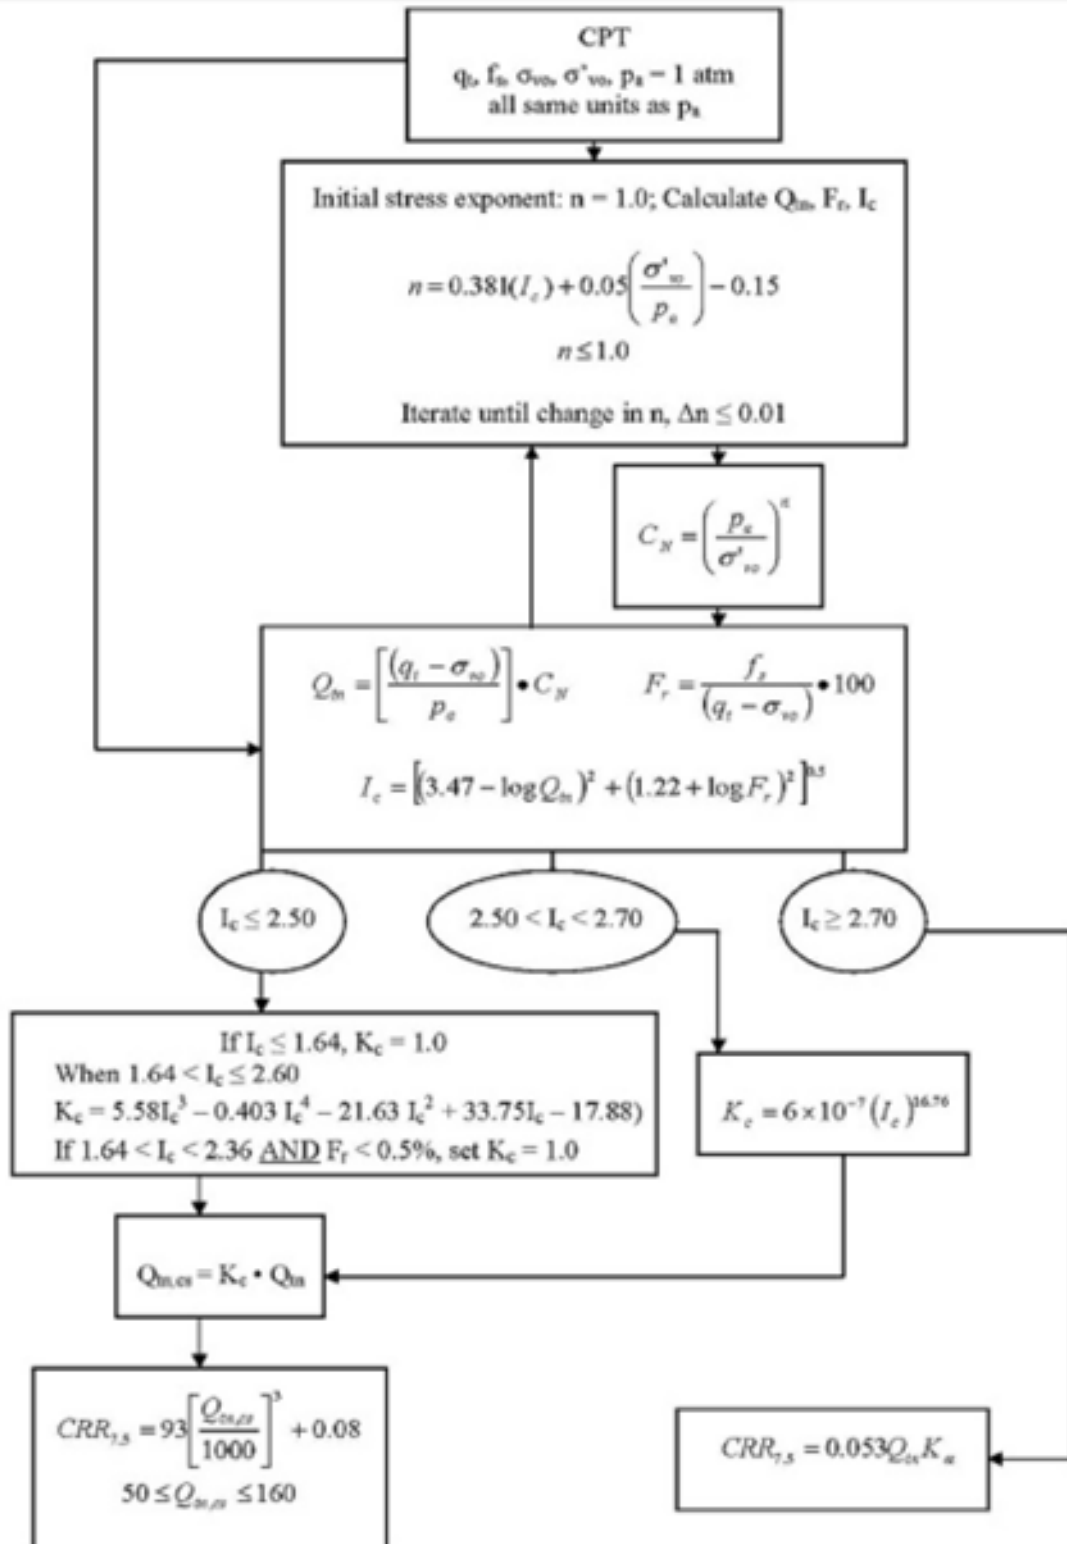 CPT
qₜ, fₛ, σᵥₒ, σ'ᵥₒ, pₐ = 1 atm
all same units as pₐ
Initial stress exponent: n = 1.0; Calculate Qtn, Fr, Ic
n = 0.381(Ic) + 0.05(σ'vo / pa) − 0.15
n ≤ 1.0
Iterate until change in n, Δn ≤ 0.01
CN = (pa / σ'vo)^n
Qtn = [(qt − σvo) / pa] • CN
Fr = fs / (qt − σvo) • 100
Ic = [(3.47 − log Qtn)² + (1.22 + log Fr)²]^0.5
Ic ≤ 2.50
2.50 < Ic < 2.70
Ic ≥ 2.70
If Ic ≤ 1.64, Kc = 1.0
When 1.64 < Ic ≤ 2.60
Kc = 5.58Ic³ − 0.403 Ic⁴ − 21.63 Ic² + 33.75Ic − 17.88)
If 1.64 < Ic < 2.36 AND Fr < 0.5%, set Kc = 1.0
Kc = 6 × 10⁻⁷ (Ic)^16.76
Qtn,cs = Kc • Qtn
CRR7.5 = 93[Qtn,cs / 1000]³ + 0.08
50 ≤ Qtn,cs ≤ 160
CRR7.5 = 0.053Qtn Kα